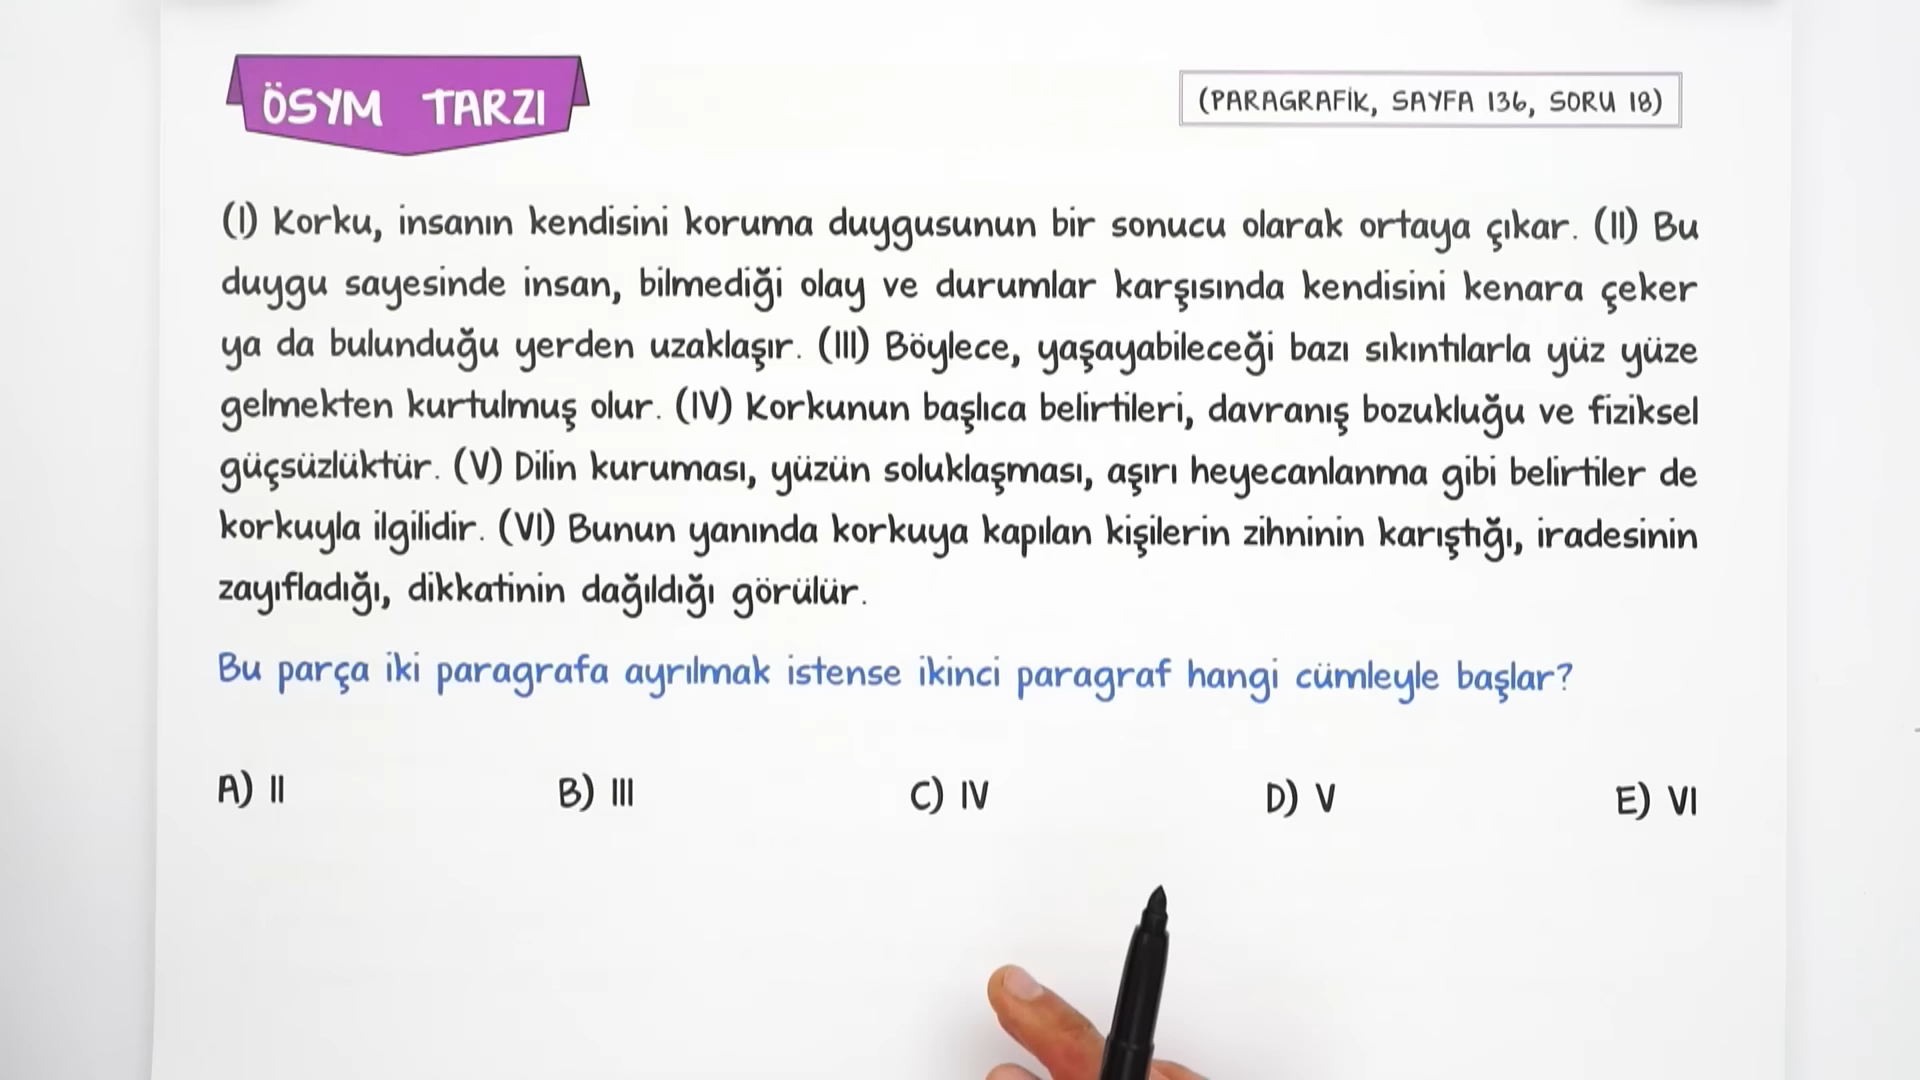 ÖSYM TARZI
(PARAGRAFİK, SAYFA 136, SORU 18)
(I) Korku, insanın kendisini koruma duygusunun bir sonucu olarak ortaya çıkar. (II) Bu
duygu sayesinde insan, bilmediği olay ve durumlar karşısında kendisini kenara çeker
ya da bulunduğu yerden uzaklaşır. (III) Böylece, yaşayabileceği bazı sıkıntılarla yüz yüze
gelmekten kurtulmuş olur. (IV) Korkunun başlıca belirtileri, davranış bozukluğu ve fiziksel
güçsüzlüktür. (V) Dilin kuruması, yüzün soluklaşması, aşırı heyecanlanma gibi belirtiler de
korkuyla ilgilidir. (VI) Bunun yanında korkuya kapılan kişilerin zihninin karıştığı, iradesinin
zayıfladığı, dikkatinin dağıldığı görülür.
Bu parça iki paragrafa ayrılmak istense ikinci paragraf hangi cümleyle başlar?
A) II B) III C) IV D) V E) VI